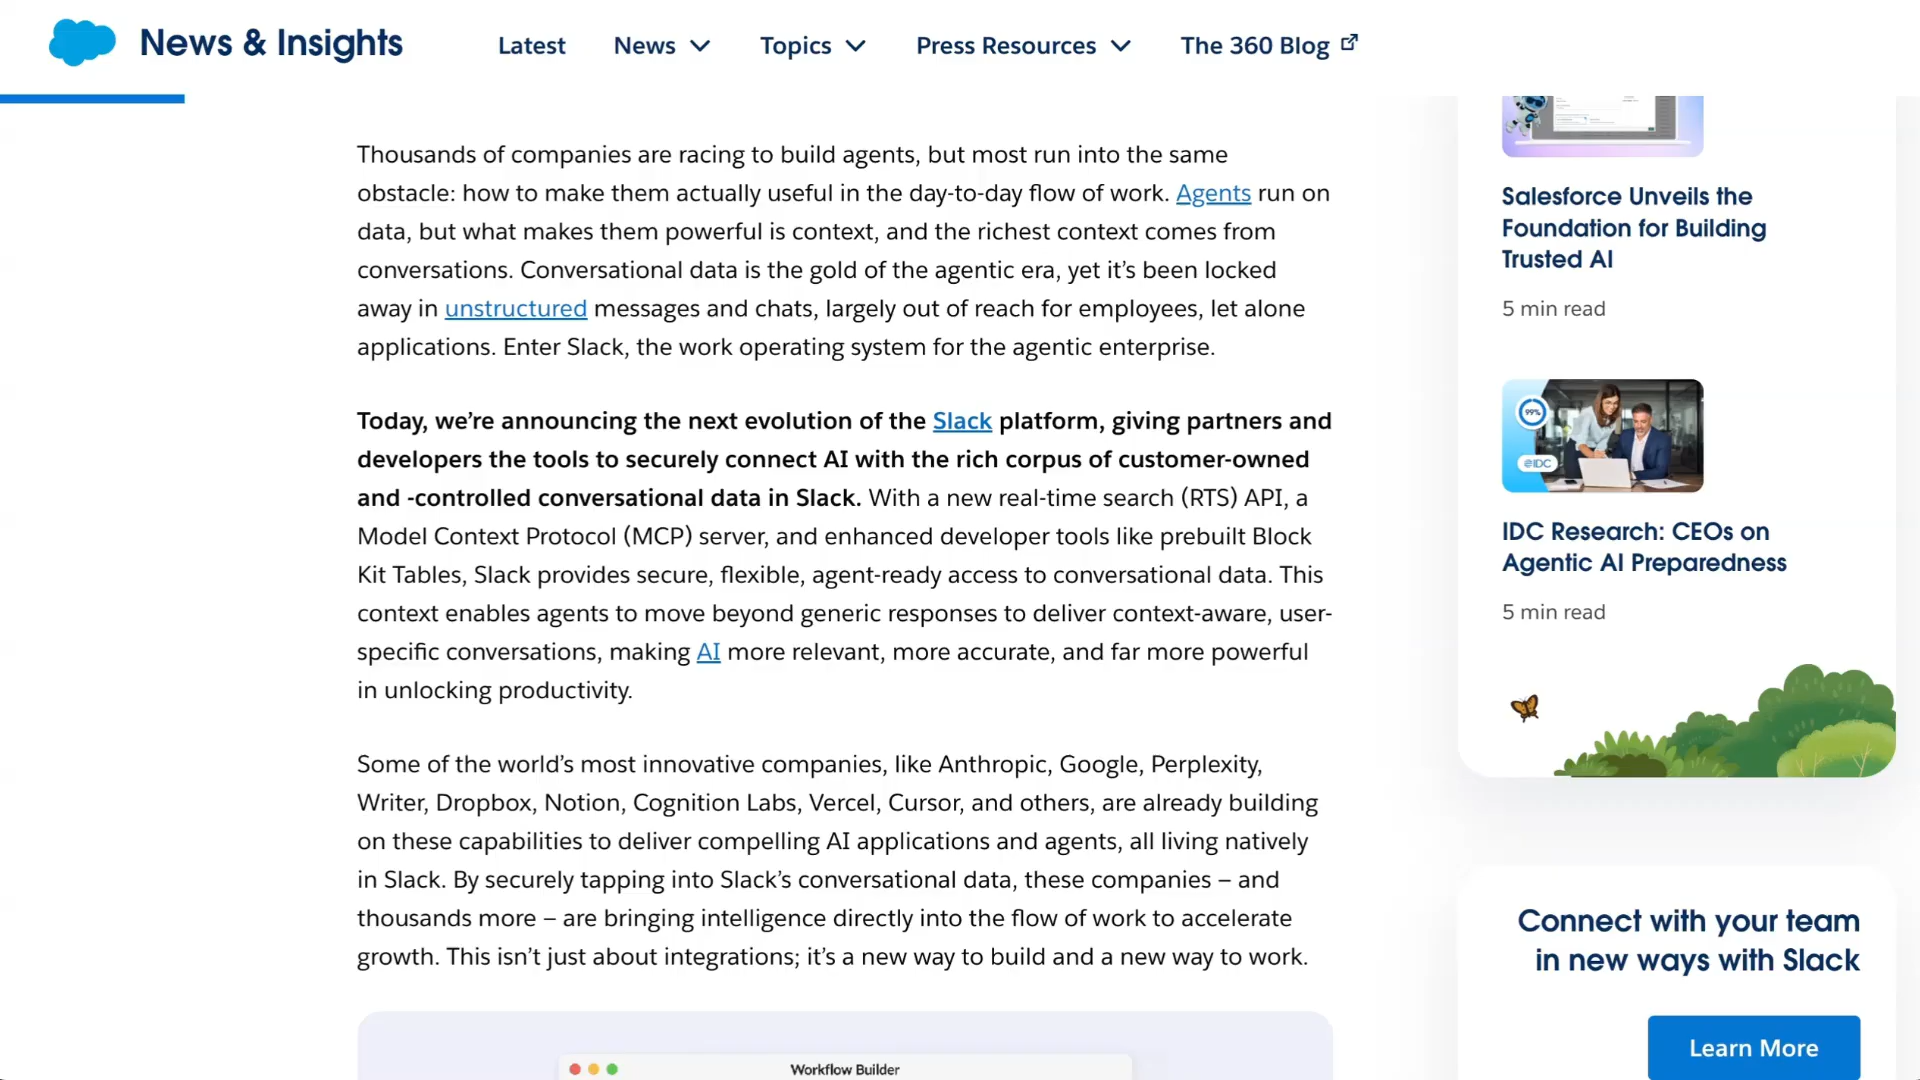 News & Insights
Latest
News
Topics
Press Resources
The 360 Blog
Thousands of companies are racing to build agents, but most run into the same
obstacle: how to make them actually useful in the day-to-day flow of work. Agents run on
data, but what makes them powerful is context, and the richest context comes from
conversations. Conversational data is the gold of the agentic era, yet it’s been locked
away in unstructured messages and chats, largely out of reach for employees, let alone
applications. Enter Slack, the work operating system for the agentic enterprise.
Today, we’re announcing the next evolution of the Slack platform, giving partners and
developers the tools to securely connect AI with the rich corpus of customer-owned
and -controlled conversational data in Slack. With a new real-time search (RTS) API, a
Model Context Protocol (MCP) server, and enhanced developer tools like prebuilt Block
Kit Tables, Slack provides secure, flexible, agent-ready access to conversational data. This
context enables agents to move beyond generic responses to deliver context-aware, user-
specific conversations, making AI more relevant, more accurate, and far more powerful
in unlocking productivity.
Some of the world’s most innovative companies, like Anthropic, Google, Perplexity,
Writer, Dropbox, Notion, Cognition Labs, Vercel, Cursor, and others, are already building
on these capabilities to deliver compelling AI applications and agents, all living natively
in Slack. By securely tapping into Slack’s conversational data, these companies – and
thousands more – are bringing intelligence directly into the flow of work to accelerate
growth. This isn’t just about integrations; it’s a new way to build and a new way to work.
Workflow Builder
Salesforce Unveils the
Foundation for Building
Trusted AI
5 min read
99%
IDC
IDC Research: CEOs on
Agentic AI Preparedness
5 min read
Connect with your team
in new ways with Slack
Learn More